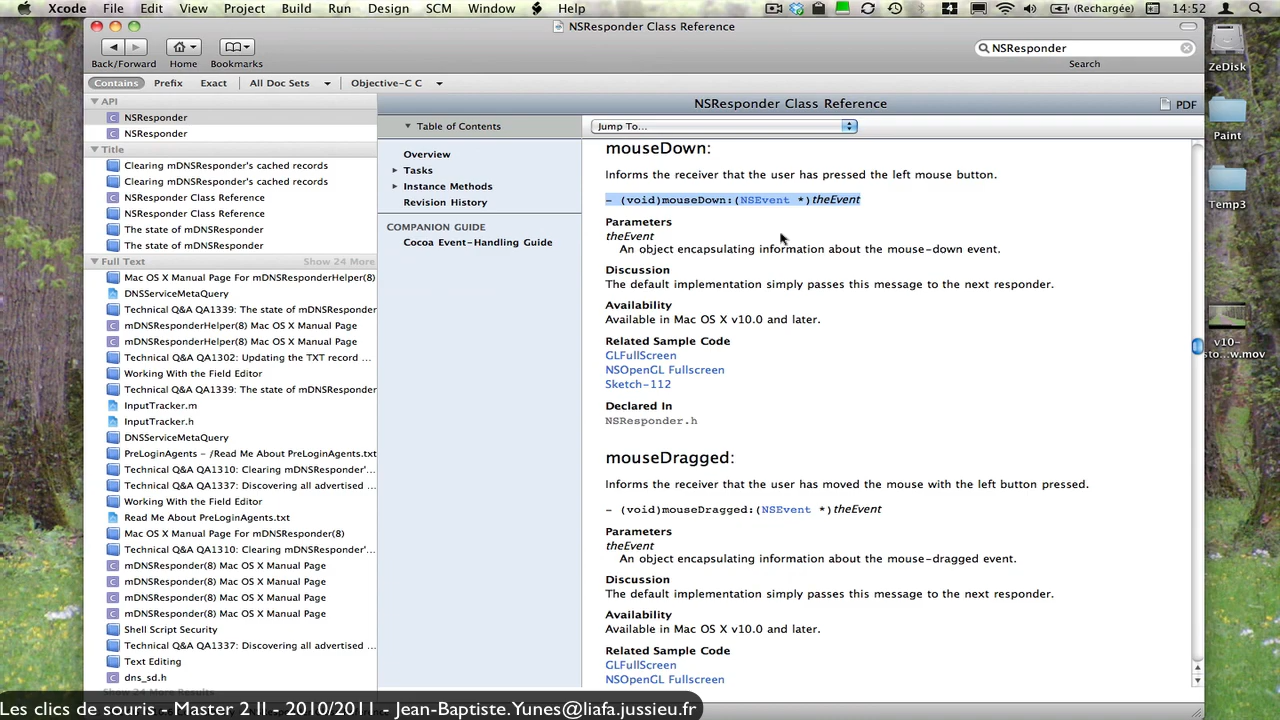 Xcode File Edit View Project Build Run Design SCM Window Help (Rechargée) 14:52
NSResponder Class Reference
NSResponder
Back/Forward Home Bookmarks Search
Contains Prefix Exact All Doc Sets Objective-C C
API
NSResponder
NSResponder
Title
Clearing mDNSResponder's cached records
Clearing mDNSResponder's cached records
NSResponder Class Reference
NSResponder Class Reference
The state of mDNSResponder
The state of mDNSResponder
Full Text Show 24 More
Mac OS X Manual Page For mDNSResponderHelper(8)
DNSServiceMetaQuery
Technical Q&A QA1339: The state of mDNSResponder
mDNSResponderHelper(8) Mac OS X Manual Page
mDNSResponderHelper(8) Mac OS X Manual Page
Technical Q&A QA1302: Updating the TXT record ...
Working With the Field Editor
Technical Q&A QA1339: The state of mDNSResponder
InputTracker.m
InputTracker.h
DNSServiceMetaQuery
PreLoginAgents - /Read Me About PreLoginAgents.txt
Technical Q&A QA1310: Clearing mDNSResponder'...
Technical Q&A QA1337: Discovering all advertised ...
Working With the Field Editor
Read Me About PreLoginAgents.txt
Mac OS X Manual Page For mDNSResponder(8)
Technical Q&A QA1310: Clearing mDNSResponder'...
mDNSResponder(8) Mac OS X Manual Page
mDNSResponder(8) Mac OS X Manual Page
mDNSResponder(8) Mac OS X Manual Page
mDNSResponder(8) Mac OS X Manual Page
Shell Script Security
Technical Q&A QA1337: Discovering all advertised ...
Text Editing
dns_sd.h
Show 24 More Results
NSResponder Class Reference PDF
Table of Contents Jump To...
Overview
Tasks
Instance Methods
Revision History
COMPANION GUIDE
Cocoa Event-Handling Guide
mouseDown:
Informs the receiver that the user has pressed the left mouse button.
- (void)mouseDown:(NSEvent *)theEvent
Parameters
theEvent
An object encapsulating information about the mouse-down event.
Discussion
The default implementation simply passes this message to the next responder.
Availability
Available in Mac OS X v10.0 and later.
Related Sample Code
GLFullScreen
NSOpenGL Fullscreen
Sketch-112
Declared In
NSResponder.h
mouseDragged:
Informs the receiver that the user has moved the mouse with the left button pressed.
- (void)mouseDragged:(NSEvent *)theEvent
Parameters
theEvent
An object encapsulating information about the mouse-dragged event.
Discussion
The default implementation simply passes this message to the next responder.
Availability
Available in Mac OS X v10.0 and later.
Related Sample Code
GLFullScreen
NSOpenGL Fullscreen
ZeDisk
Paint
Temp3
v10-
sto...w.mov
Les clics de souris - Master 2 II - 2010/2011 - Jean-Baptiste.Yunes@liafa.jussieu.fr